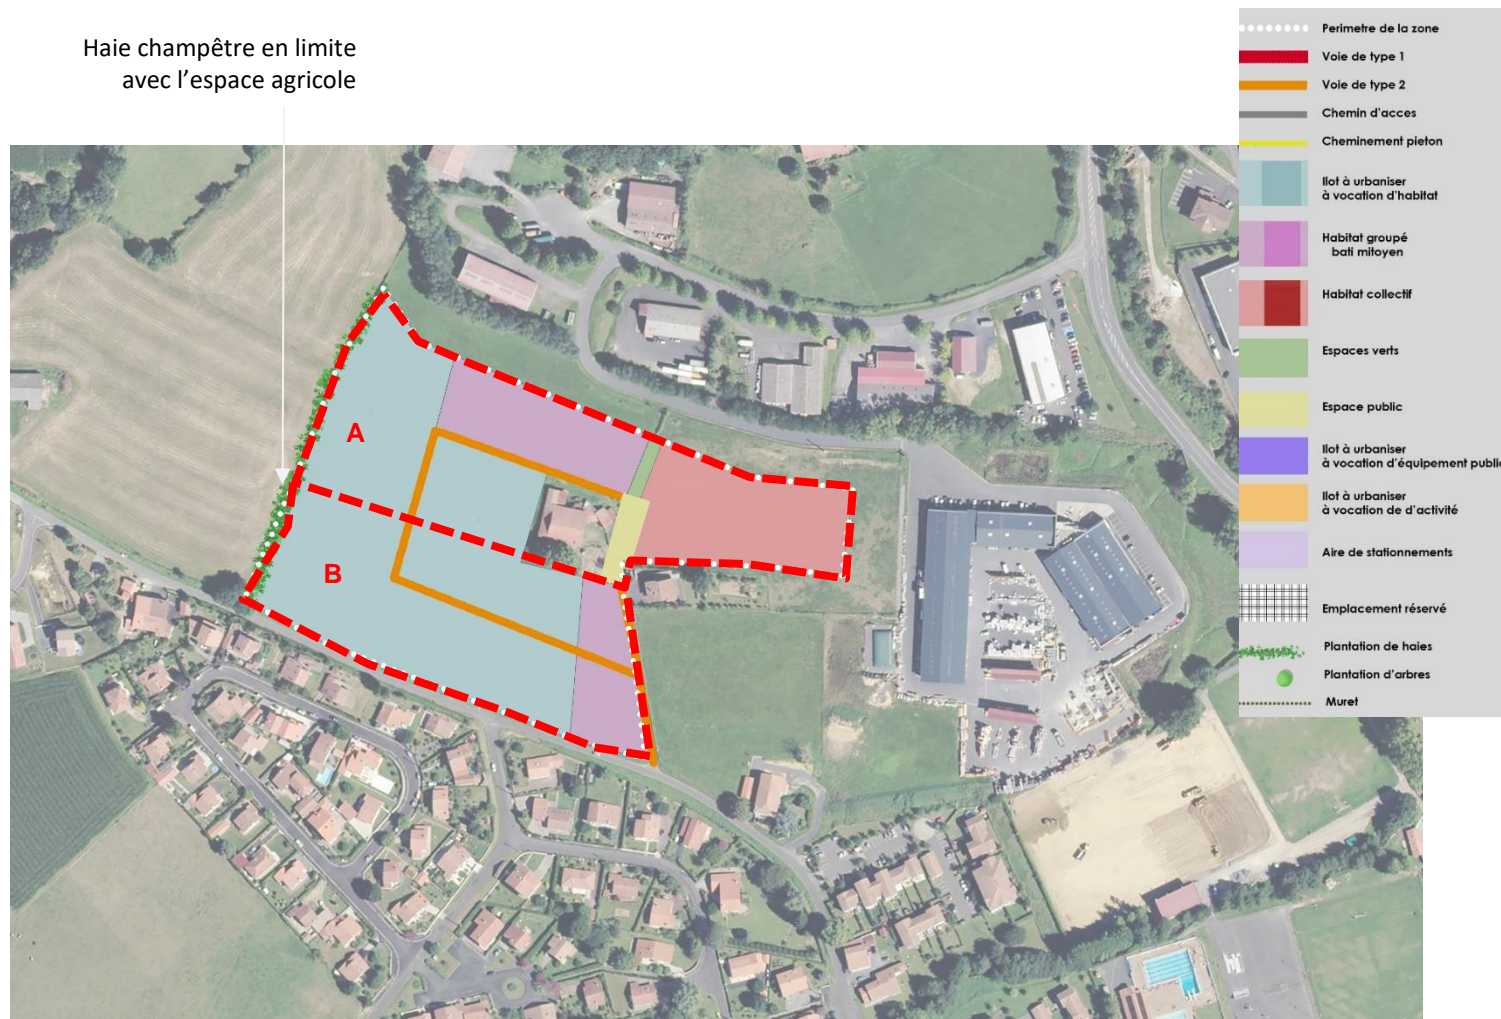 Haie champêtre en limite
avec l'espace agricole
Perimetre de la zone
Voie de type 1
Voie de type 2
Chemin d'acces
Cheminement pieton
Ilot à urbaniser
à vocation d'habitat
Habitat groupé
bati mitoyen
Habitat collectif
Espaces verts
Espace public
Ilot à urbaniser
à vocation d'équipement public
Ilot à urbaniser
à vocation de d'activité
Aire de stationnements
Emplacement réservé
Plantation de haies
Plantation d'arbres
Muret
A
B